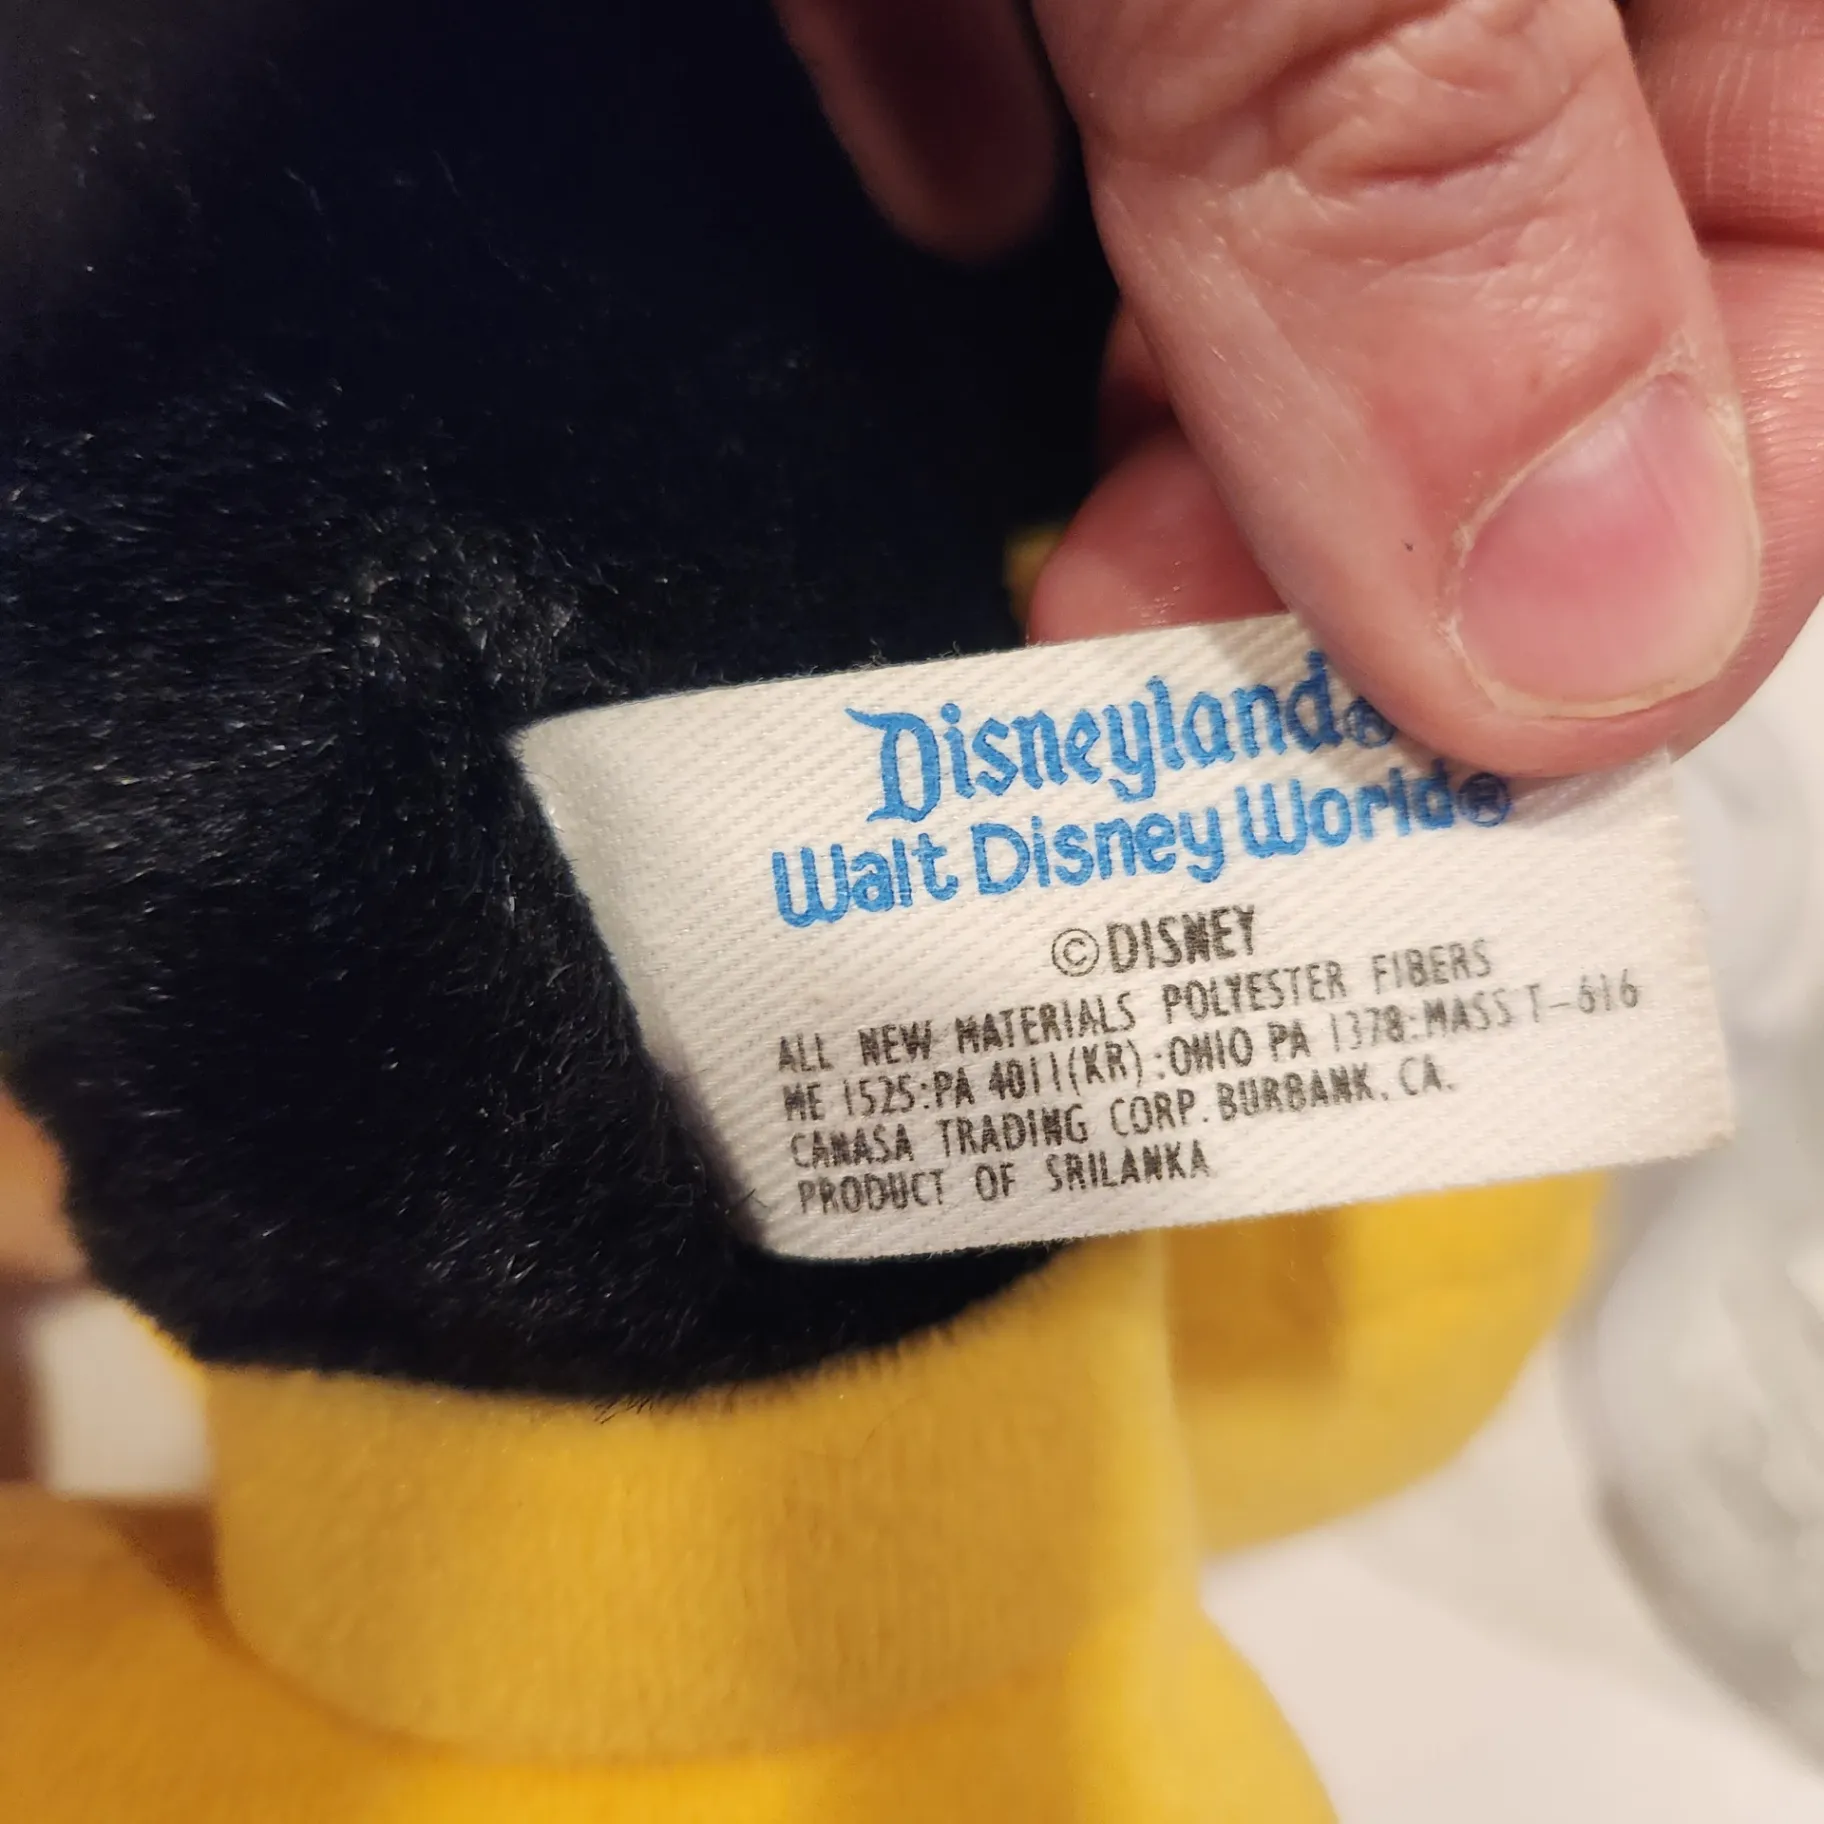 Disneyland®
Walt Disney World®
©DISNEY
ALL NEW MATERIALS POLYESTER FIBERS
ME 1525:PA 4011(KR):OHIO PA 1378:MASS T-616
CANASA TRADING CORP. BURBANK, CA.
PRODUCT OF SRILANKA